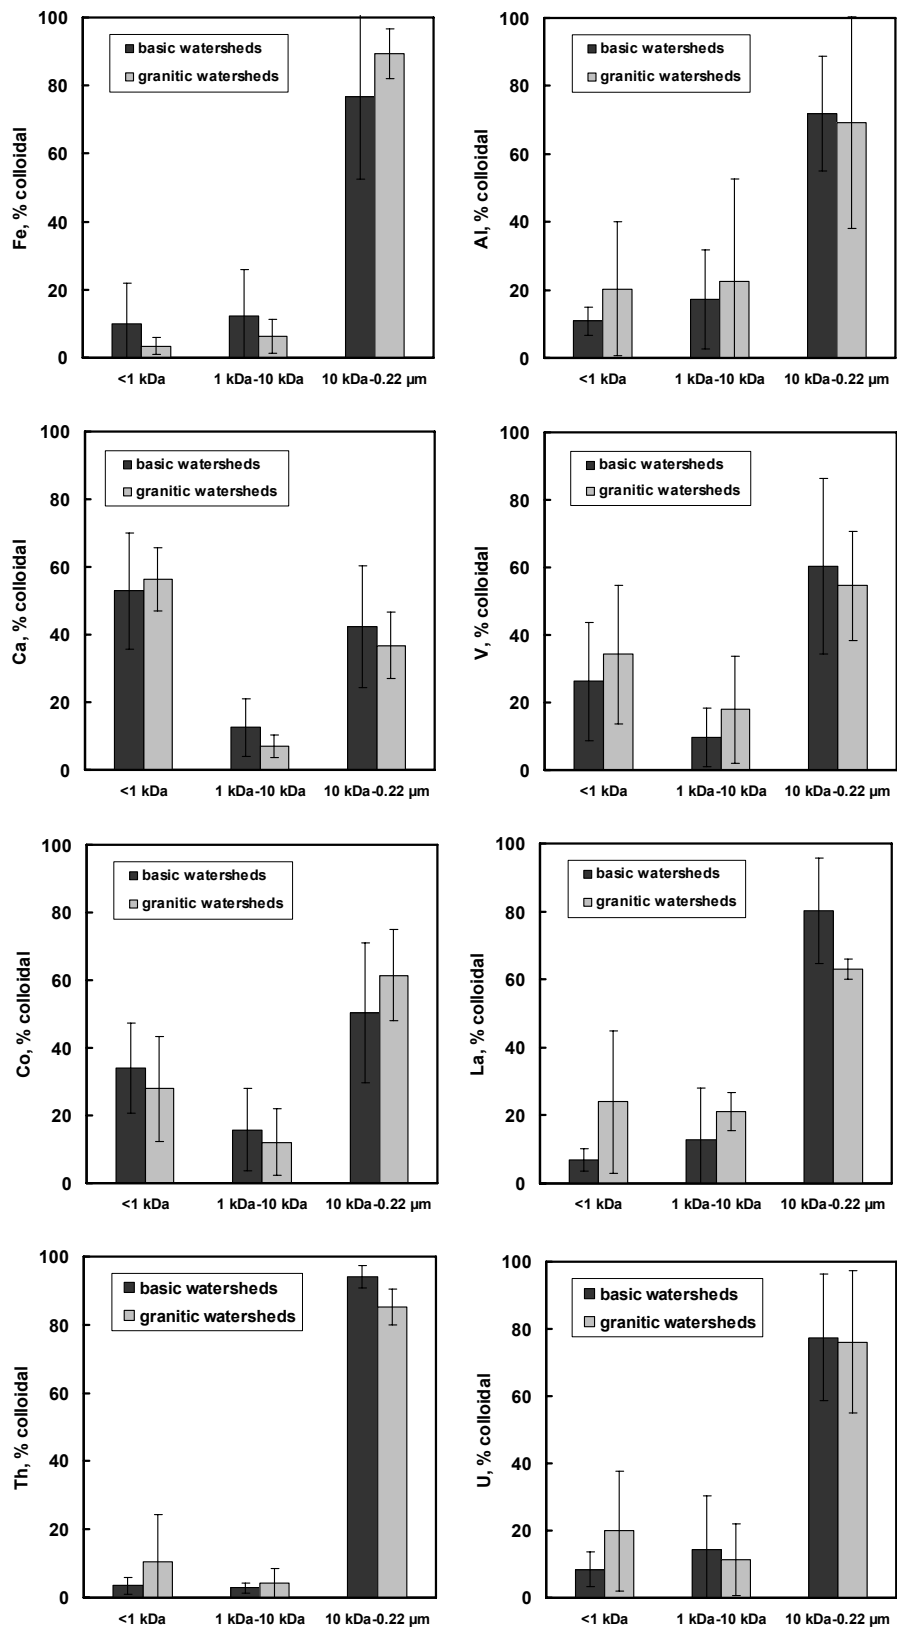 Fe, % colloidal
100
80
60
40
20
0
basic watersheds
granitic watersheds
<1 kDa
1 kDa-10 kDa
10 kDa-0.22 µm
Al, % colloidal
100
80
60
40
20
0
basic watersheds
granitic watersheds
<1 kDa
1 kDa-10 kDa
10 kDa-0.22 µm
Ca, % colloidal
100
80
60
40
20
0
basic watersheds
granitic watersheds
<1 kDa
1 kDa-10 kDa
10 kDa-0.22 µm
V, % colloidal
100
80
60
40
20
0
basic watersheds
granitic watersheds
<1 kDa
1 kDa-10 kDa
10 kDa-0.22 µm
Co, % colloidal
100
80
60
40
20
0
basic watersheds
granitic watersheds
<1 kDa
1 kDa-10 kDa
10 kDa-0.22 µm
La, % colloidal
100
80
60
40
20
0
basic watersheds
granitic watersheds
<1 kDa
1 kDa-10 kDa
10 kDa-0.22 µm
Th, % colloidal
100
80
60
40
20
0
basic watersheds
granitic watersheds
<1 kDa
1 kDa-10 kDa
10 kDa-0.22 µm
U, % colloidal
100
80
60
40
20
0
basic watersheds
granitic watersheds
<1 kDa
1 kDa-10 kDa
10 kDa-0.22 µm